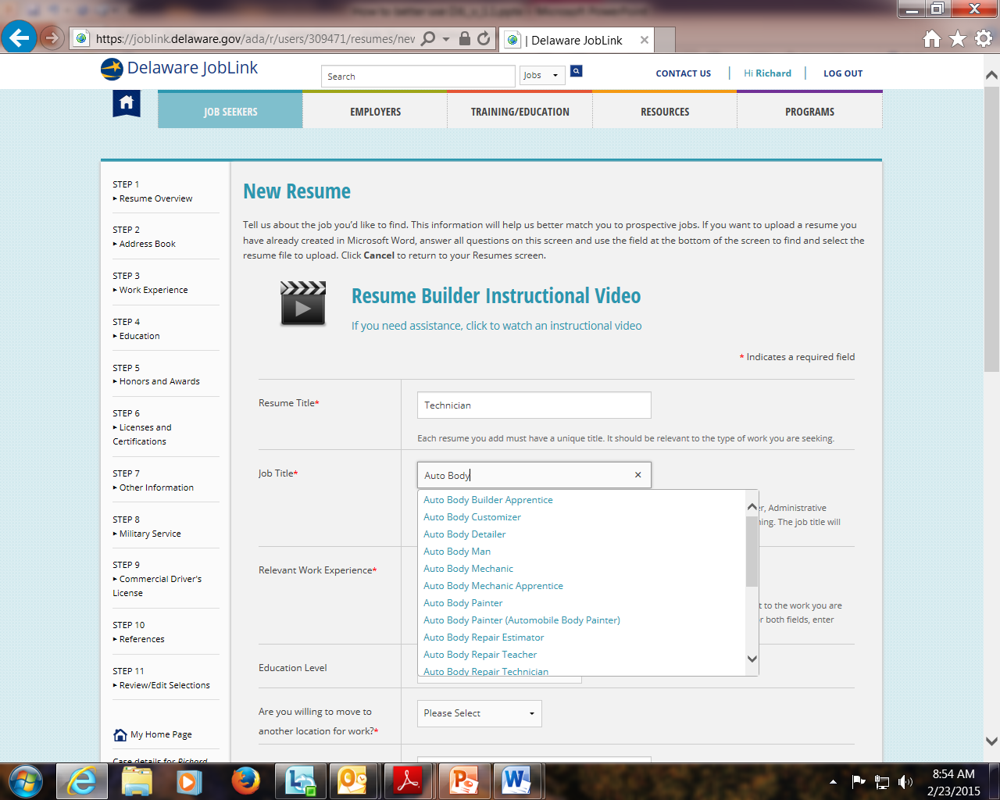 https://joblink.delaware.gov/ada/r/users/309471/resumes/new
| Delaware JobLink
Delaware JobLink
Search
Jobs
CONTACT US
Hi Richard
LOG OUT
JOB SEEKERS
EMPLOYERS
TRAINING/EDUCATION
RESOURCES
PROGRAMS
STEP 1
Resume Overview
STEP 2
Address Book
STEP 3
Work Experience
STEP 4
Education
STEP 5
Honors and Awards
STEP 6
Licenses and
Certifications
STEP 7
Other Information
STEP 8
Military Service
STEP 9
Commercial Driver's
License
STEP 10
References
STEP 11
Review/Edit Selections
My Home Page
Case details for Richard
New Resume
Tell us about the job you'd like to find. This information will help us better match you to prospective jobs. If you want to upload a resume you
have already created in Microsoft Word, answer all questions on this screen and use the field at the bottom of the screen to find and select the
resume file to upload. Click Cancel to return to your Resumes screen.
Resume Builder Instructional Video
If you need assistance, click to watch an instructional video
* Indicates a required field
Resume Title*
Technician
Each resume you add must have a unique title. It should be relevant to the type of work you are seeking.
Job Title*
Auto Body
Auto Body Builder Apprentice
Auto Body Customizer
Auto Body Detailer
Auto Body Man
Auto Body Mechanic
Auto Body Mechanic Apprentice
Auto Body Painter
Auto Body Painter (Automobile Body Painter)
Auto Body Repair Estimator
Auto Body Repair Teacher
Auto Body Repair Technician
r, Administrative
ning. The job title will
Relevant Work Experience*
t to the work you are
or both fields, enter
Education Level
Are you willing to move to
another location for work?*
Please Select
8:54 AM
2/23/2015